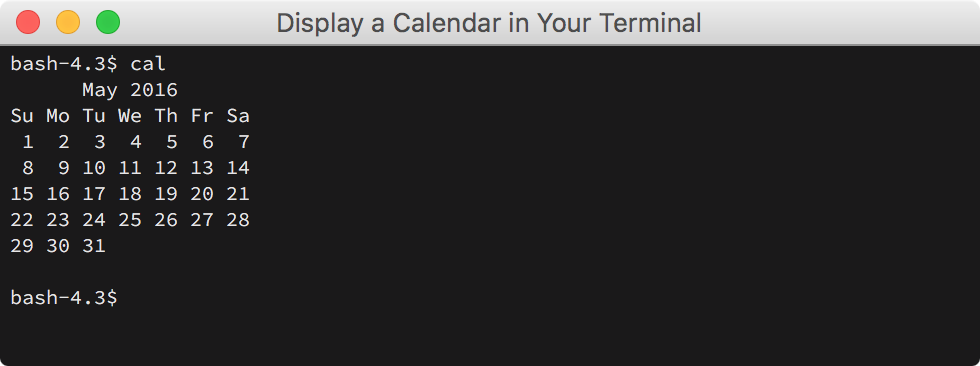 Display a Calendar in Your Terminal
bash-4.3$ cal
      May 2016
Su Mo Tu We Th Fr Sa
 1  2  3  4  5  6  7
 8  9 10 11 12 13 14
15 16 17 18 19 20 21
22 23 24 25 26 27 28
29 30 31
bash-4.3$